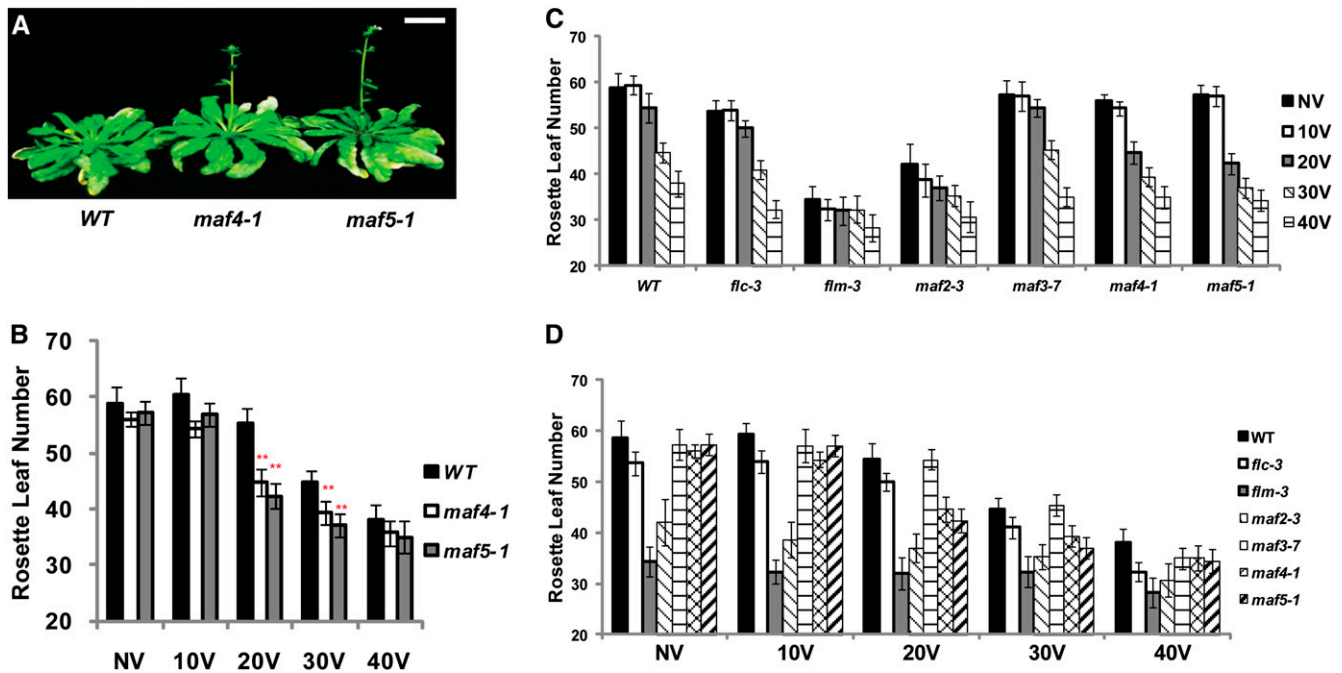 A
WT maf4-1 maf5-1
B
Rosette Leaf Number
70
60
50
40
30
20
** ** ** **
NV 10V 20V 30V 40V
WT
maf4-1
maf5-1
C
Rosette Leaf Number
70
60
50
40
30
20
WT flc-3 flm-3 maf2-3 maf3-7 maf4-1 maf5-1
NV
10V
20V
30V
40V
D
Rosette Leaf Number
70
60
50
40
30
20
NV 10V 20V 30V 40V
WT
flc-3
flm-3
maf2-3
maf3-7
maf4-1
maf5-1